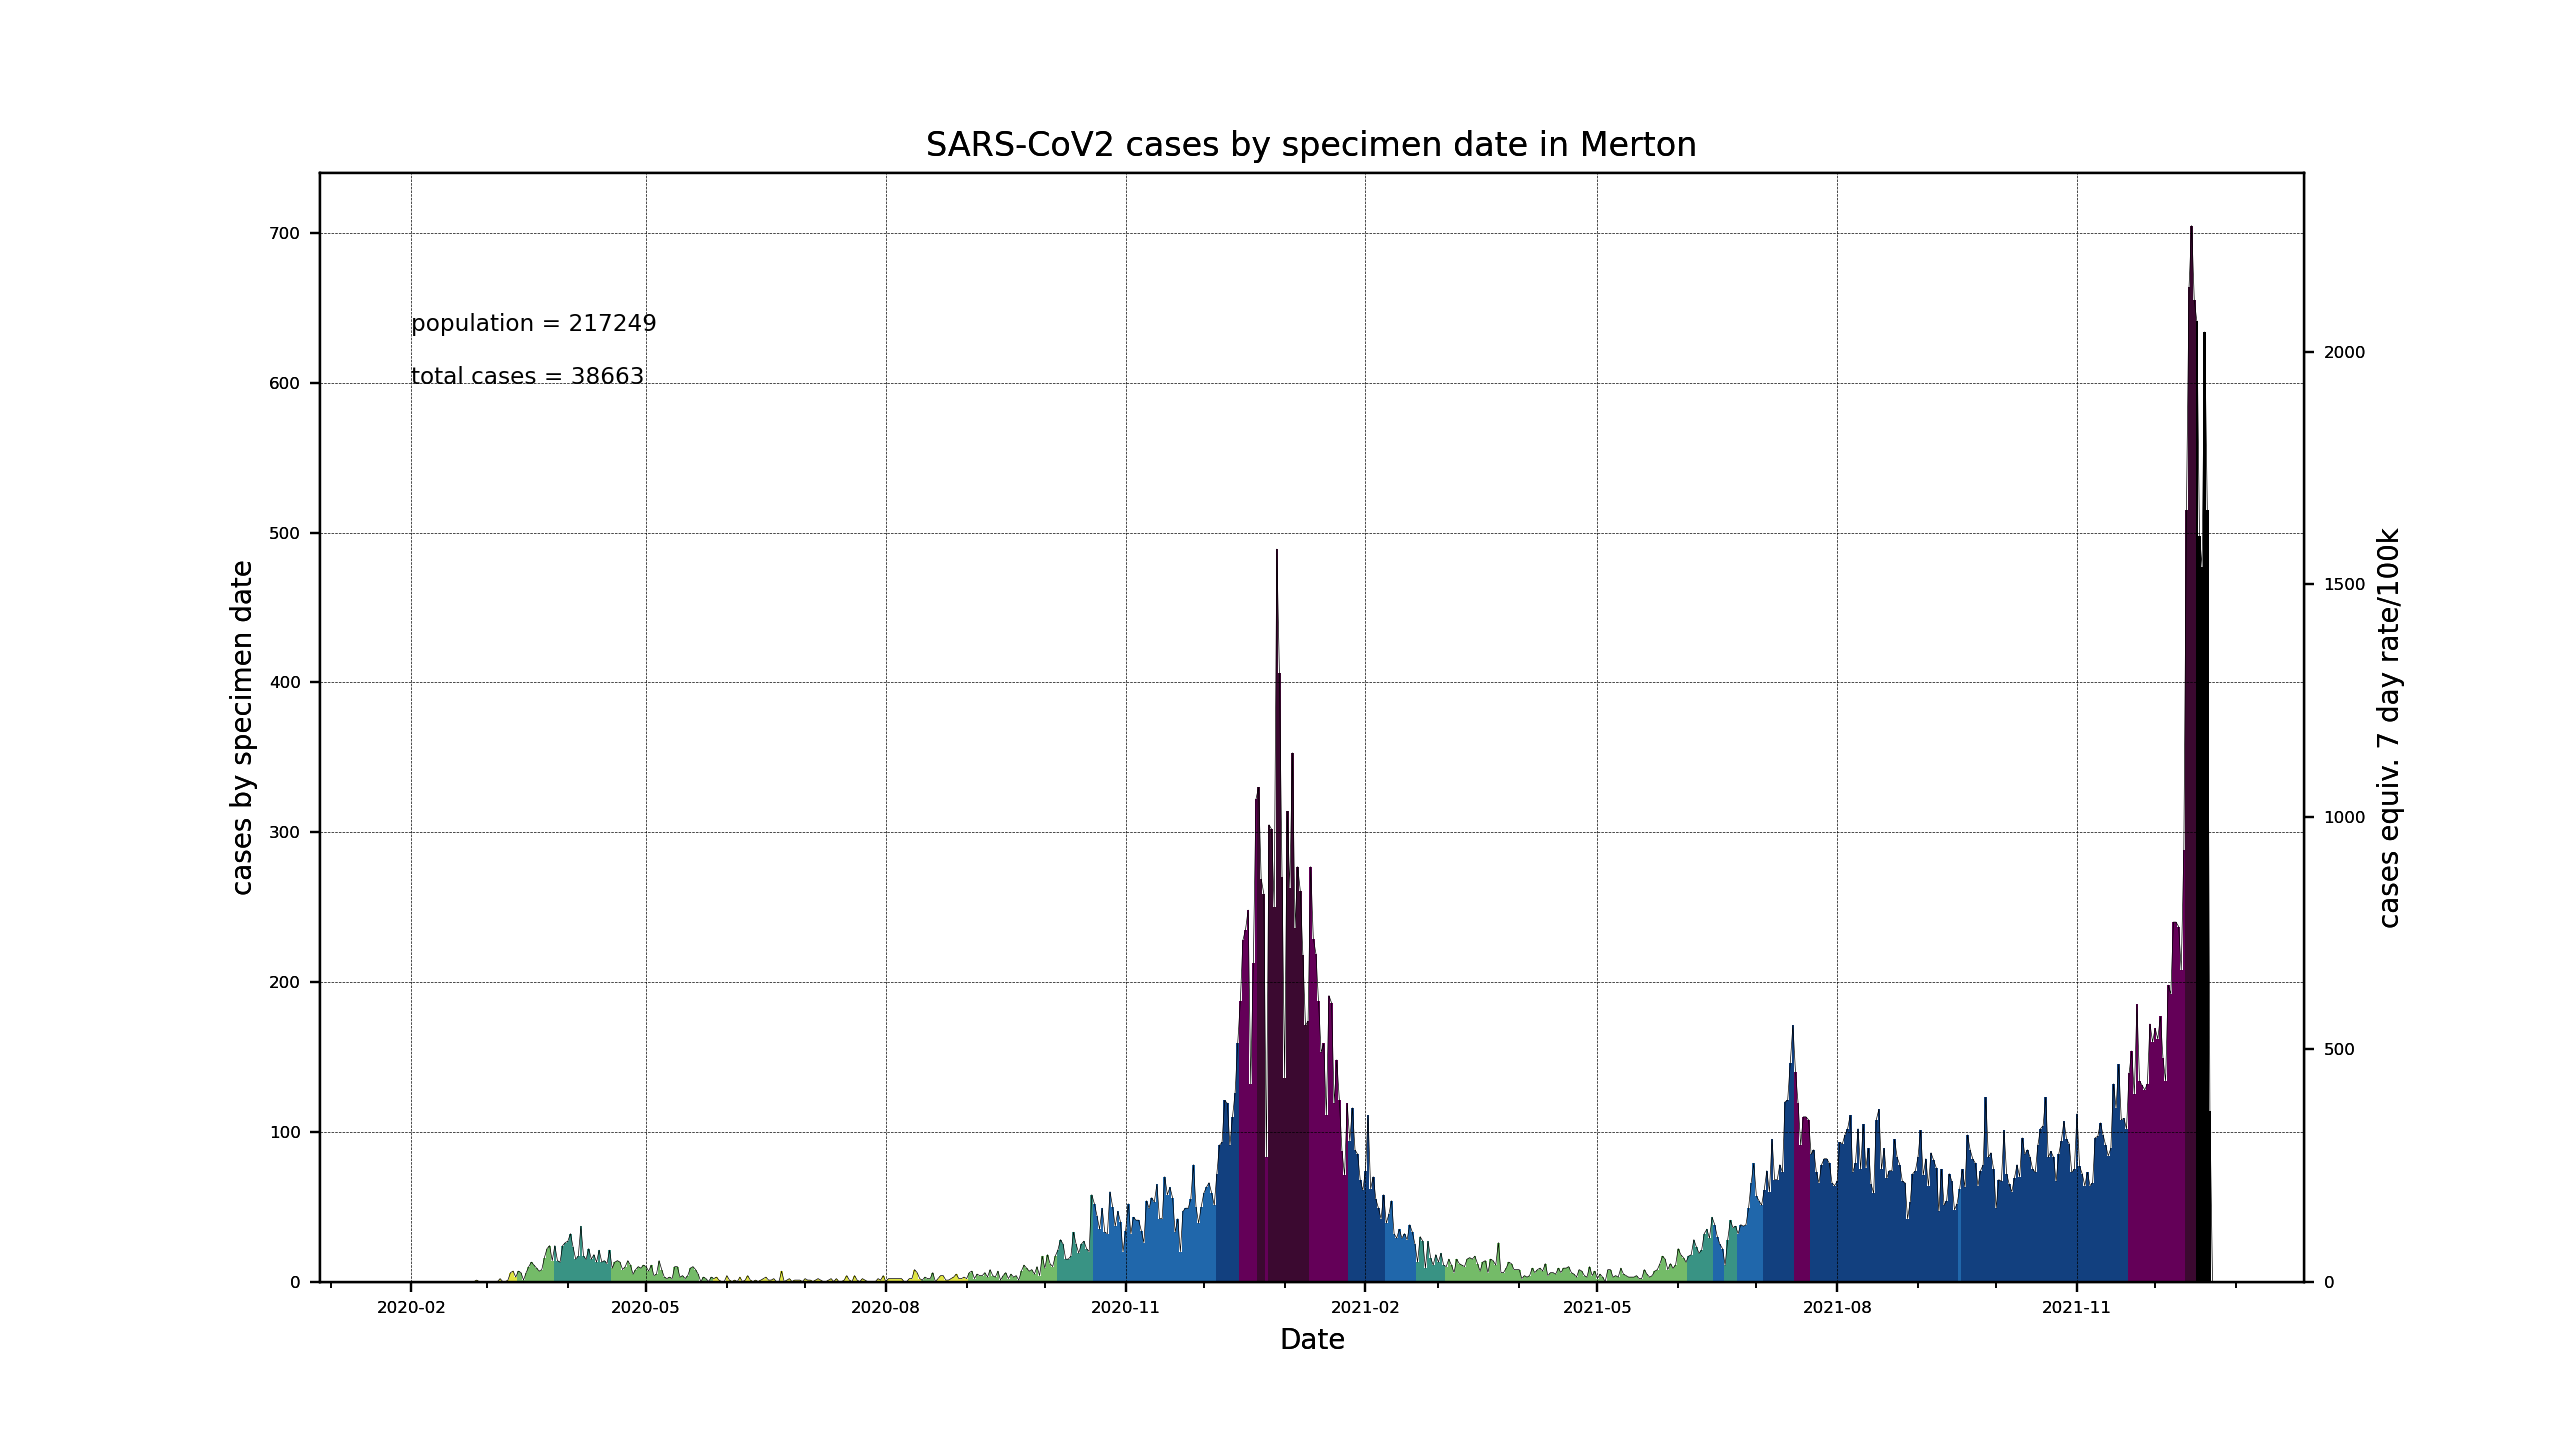 SARS-CoV2 cases by specimen date in Merton
population = 217249
total cases = 38663
cases by specimen date
700
600
500
400
300
200
100
0
2000
1500
1000
500
0
cases equiv. 7 day rate/100k
2020-02 2020-05 2020-08 2020-11 2021-02 2021-05 2021-08 2021-11
Date